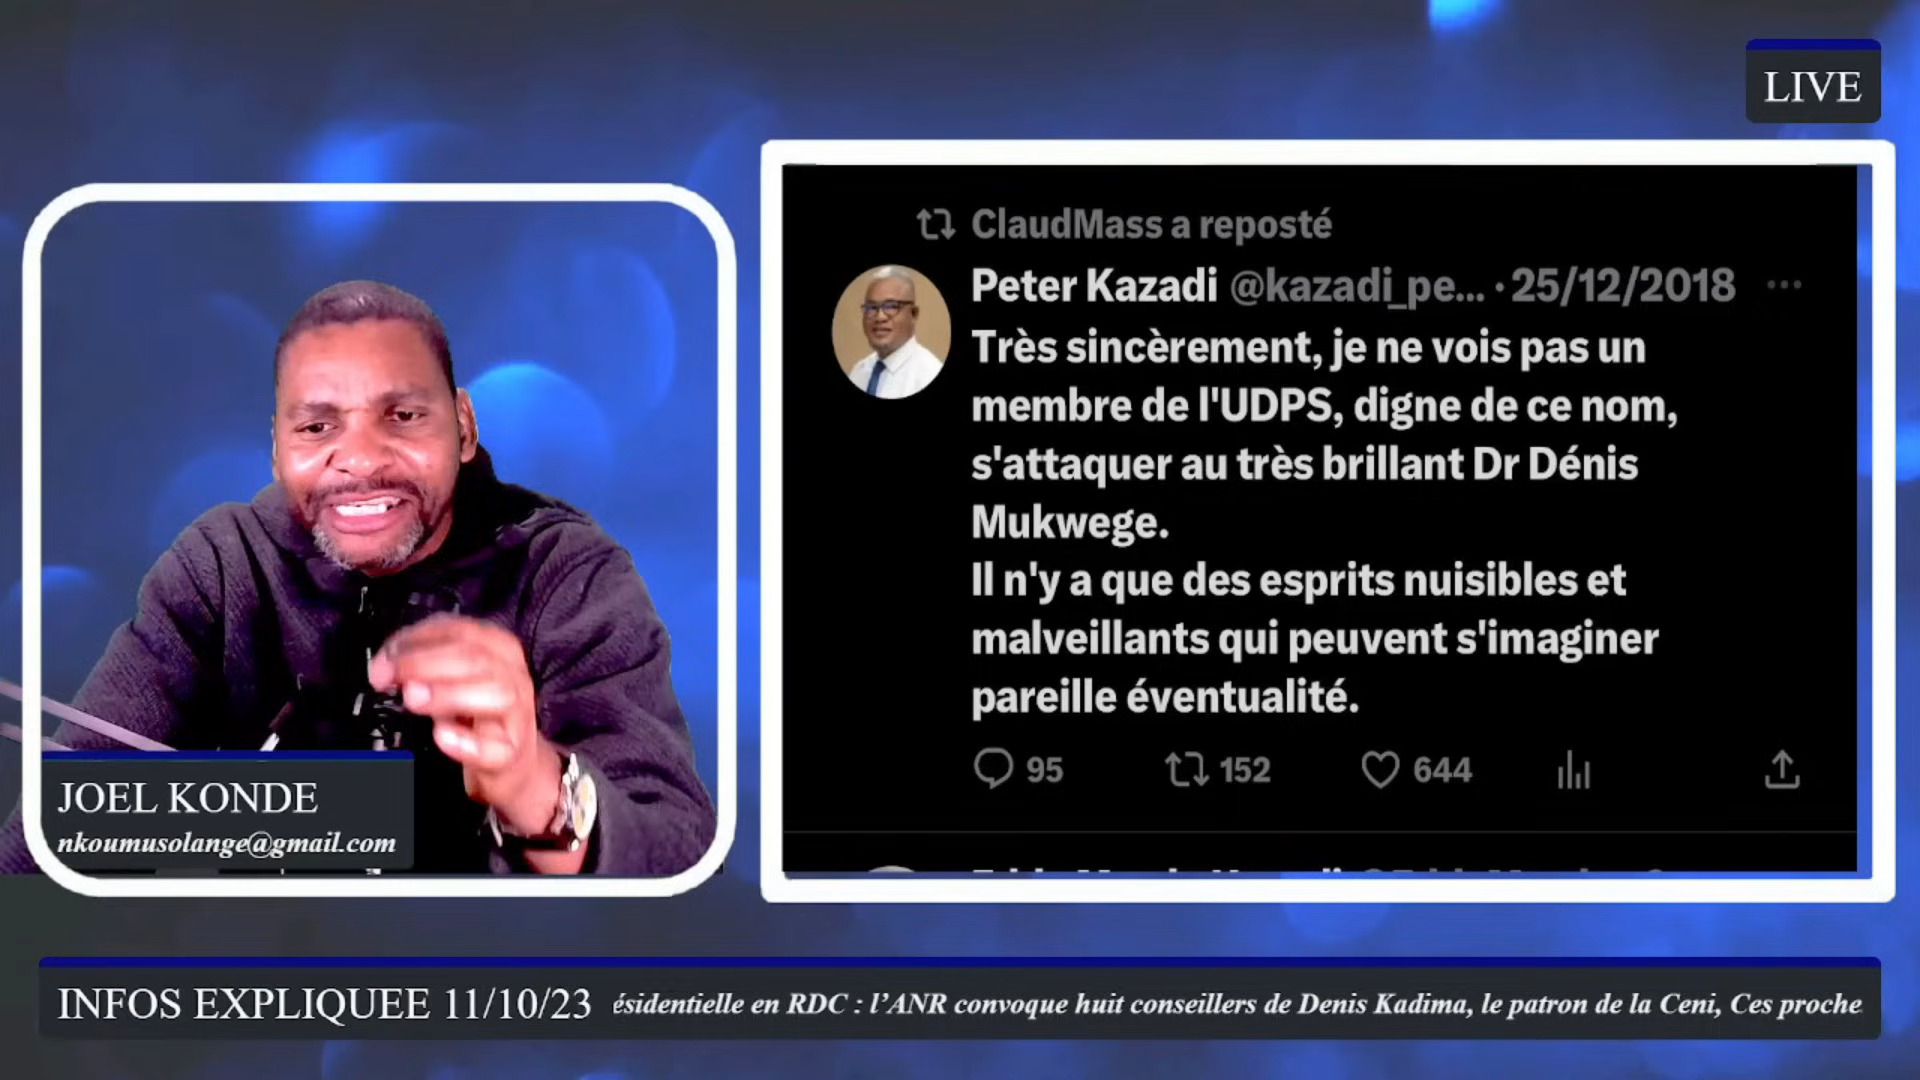 LIVE
ClaudMass a reposté
Peter Kazadi @kazadi_pe... · 25/12/2018 ...
Très sincèrement, je ne vois pas un
membre de l'UDPS, digne de ce nom,
s'attaquer au très brillant Dr Dénis
Mukwege.
Il n'y a que des esprits nuisibles et
malveillants qui peuvent s'imaginer
pareille éventualité.
95 152 644
JOEL KONDE
nkoumusolange@gmail.com
INFOS EXPLIQUEE 11/10/23 ésidentielle en RDC : l’ANR convoque huit conseillers de Denis Kadima, le patron de la Ceni, Ces proche